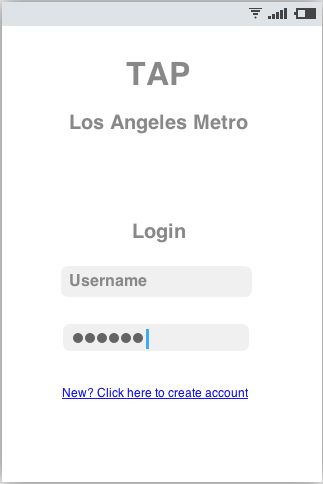 TAP
Los Angeles Metro
Login
Username
●●●●●●
New? Click here to create account